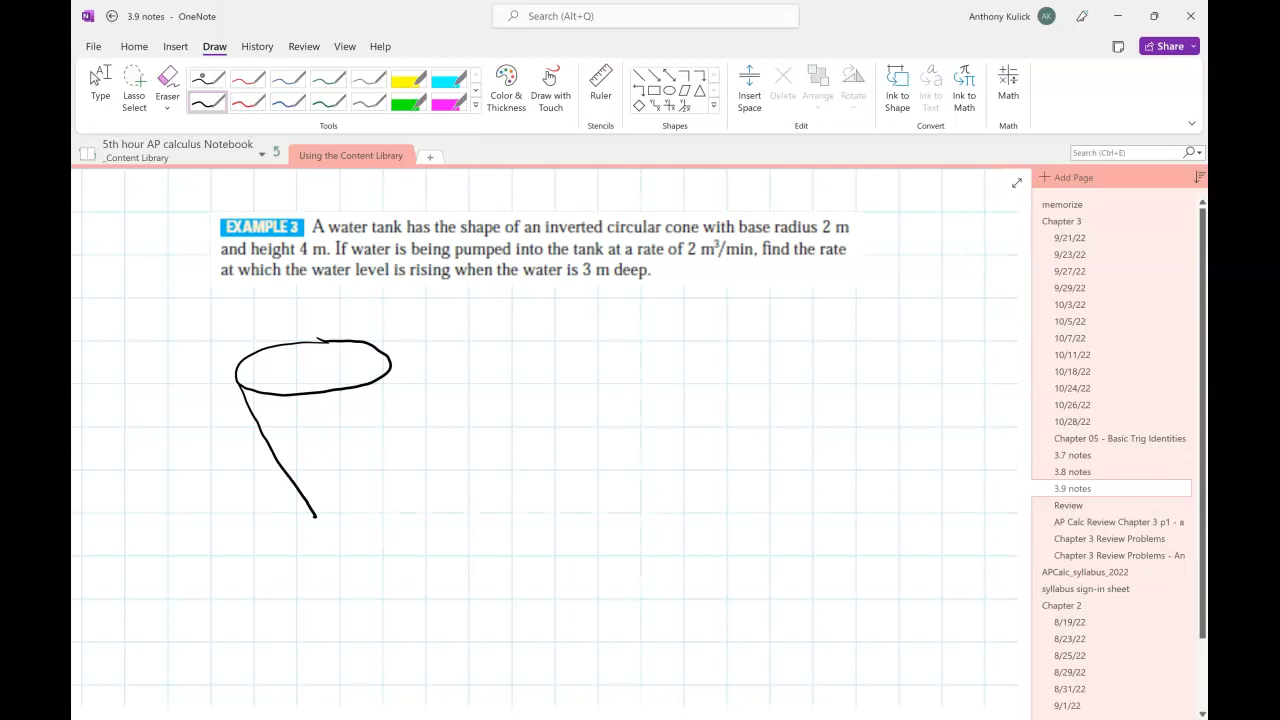 3.9 notes - OneNote
Search (Alt+Q)
Anthony Kulick
AK
File Home Insert Draw History Review View Help
Share
Type
Lasso Select
Eraser
Color & Thickness
Draw with Touch
Ruler
Insert Space
Delete
Arrange
Rotate
Ink to Shape
Ink to Text
Ink to Math
Math
Tools
Stencils
Shapes
Edit
Convert
Math
5th hour AP calculus Notebook
_Content Library
Using the Content Library
Search (Ctrl+E)
Add Page
EXAMPLE 3 A water tank has the shape of an inverted circular cone with base radius 2 m
and height 4 m. If water is being pumped into the tank at a rate of 2 m³/min, find the rate
at which the water level is rising when the water is 3 m deep.
memorize
Chapter 3
9/21/22
9/23/22
9/27/22
9/29/22
10/3/22
10/5/22
10/7/22
10/11/22
10/18/22
10/24/22
10/26/22
10/28/22
Chapter 05 - Basic Trig Identities
3.7 notes
3.8 notes
3.9 notes
Review
AP Calc Review Chapter 3 p1 - a
Chapter 3 Review Problems
Chapter 3 Review Problems - An
APCalc_syllabus_2022
syllabus sign-in sheet
Chapter 2
8/19/22
8/23/22
8/25/22
8/29/22
8/31/22
9/1/22